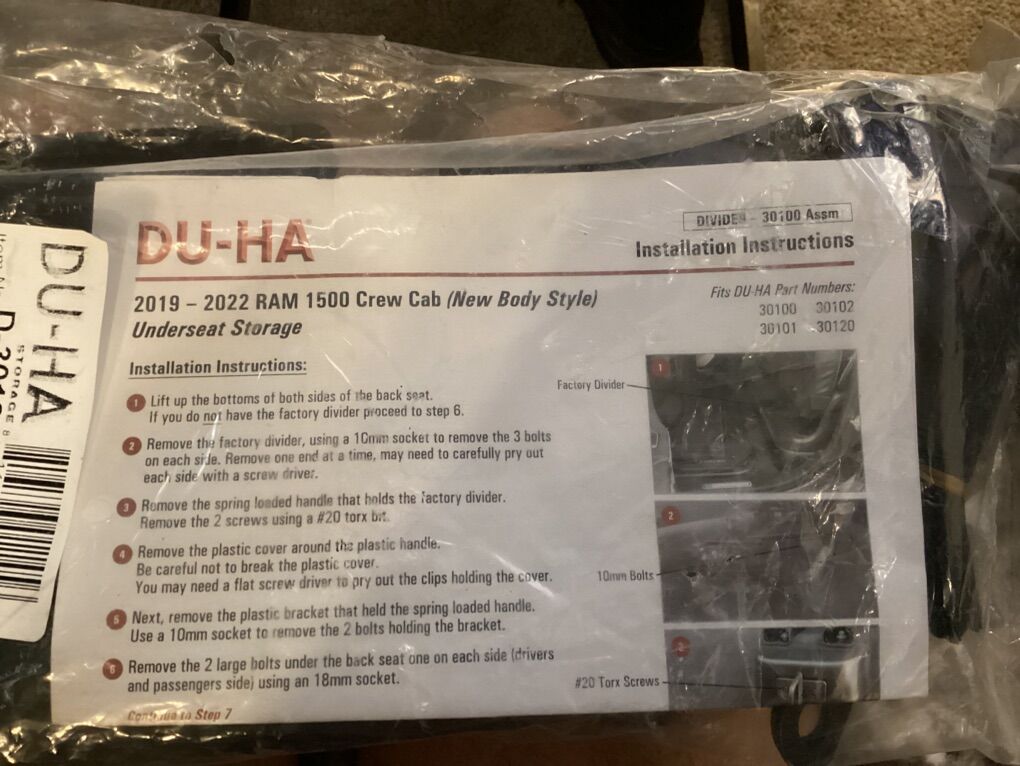 DU-HA
DIVIDER - 30100 Assm
Installation Instructions
2019 – 2022 RAM 1500 Crew Cab (New Body Style)
Underseat Storage
Fits DU-HA Part Numbers:
30100 30102
30101 30120
Installation Instructions:
1 Lift up the bottoms of both sides of the back seat.
If you do not have the factory divider proceed to step 6.
2 Remove the factory divider, using a 10mm socket to remove the 3 bolts
on each side. Remove one end at a time, may need to carefully pry out
each side with a screw driver.
3 Remove the spring loaded handle that holds the factory divider.
Remove the 2 screws using a #20 torx bit.
4 Remove the plastic cover around the plastic handle.
Be careful not to break the plastic cover.
You may need a flat screw driver to pry out the clips holding the cover.
5 Next, remove the plastic bracket that held the spring loaded handle.
Use a 10mm socket to remove the 2 bolts holding the bracket.
6 Remove the 2 large bolts under the back seat one on each side (drivers
and passengers side) using an 18mm socket.
Continue to Step 7
1
Factory Divider
2
10mm Bolts
#20 Torx Screws
DU-HA
STORAGE